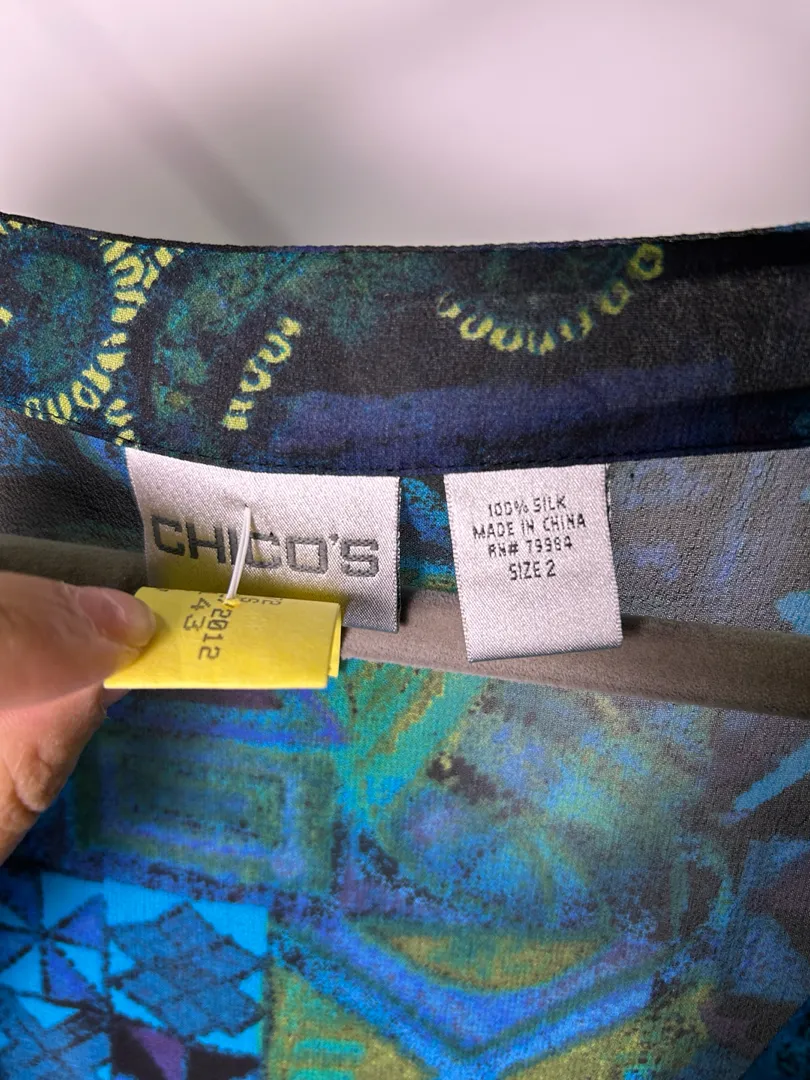 CHICO'S
100% SILK
MADE IN CHINA
RN# 79984
SIZE 2
2012
43